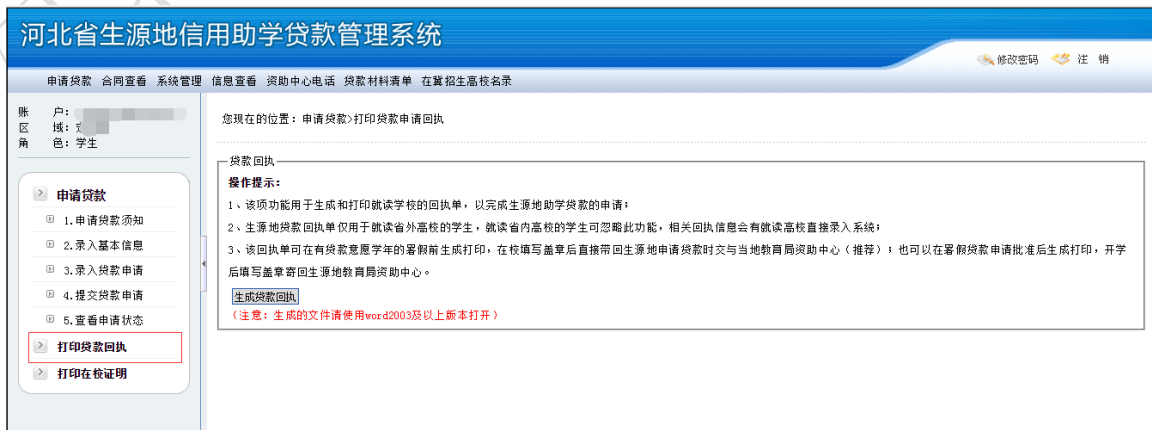 河北省生源地信用助学贷款管理系统
修改密码 注 销
申请贷款 合同查看 系统管理 信息查看 资助中心电话 贷款材料清单 在冀招生高校名录
账 户:
区 域:
角 色: 学生
您现在的位置: 申请贷款>打印贷款申请回执
申请贷款
1.申请贷款须知
2.录入基本信息
3.录入贷款申请
4.提交贷款申请
5.查看申请状态
打印贷款回执
打印在校证明
贷款回执
操作提示:
1、该项功能用于生成和打印就读学校的回执单,以完成生源地助学贷款的申请;
2、生源地贷款回执单仅用于就读省外高校的学生,就读省内高校的学生可忽略此功能,相关回执信息会有就读高校直接录入系统;
3、该回执单可在有贷款意愿学年的暑假前生成打印,在校填写盖章后直接带回生源地申请贷款时交与当地教育局资助中心(推荐);也可以在暑假贷款申请批准后生成打印,开学
后填写盖章寄回生源地教育局资助中心。
生成贷款回执
(注意: 生成的文件请使用word2003及以上版本打开)